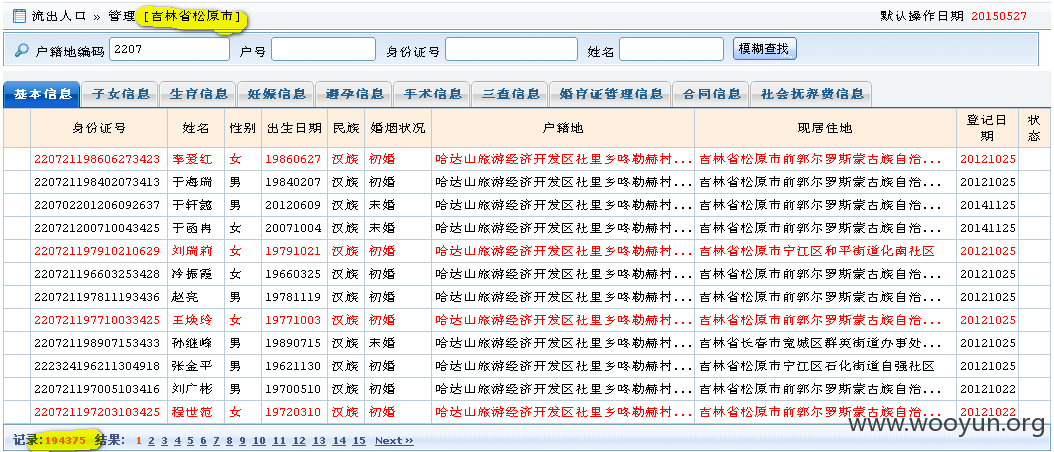 流出人口 » 管理 [吉林省松原市] 默认操作日期 20150527
户籍地编码 2207 户号 身份证号 姓名 模糊查找
基本信息 子女信息 生育信息 妊娠信息 避孕信息 手术信息 三查信息 婚育证管理信息 合同信息 社会抚养费信息
身份证号 姓名 性别 出生日期 民族 婚烟状况 户籍地 现居住地 登记日期 状态
220721198606273423 李爱红 女 19860627 汉族 初婚 哈达山旅游经济开发区社里乡咚勒赫村... 吉林省松原市前郭尔罗斯蒙古族自治... 20121025
220721198402073413 于海瑞 男 19840207 汉族 初婚 哈达山旅游经济开发区社里乡咚勒赫村... 吉林省松原市前郭尔罗斯蒙古族自治... 20121025
220702201206092637 于轩懿 男 20120609 汉族 未婚 哈达山旅游经济开发区社里乡咚勒赫村... 吉林省松原市前郭尔罗斯蒙古族自治... 20141125
220721200710043425 于函冉 女 20071004 汉族 未婚 哈达山旅游经济开发区社里乡咚勒赫村... 吉林省松原市前郭尔罗斯蒙古族自治... 20141125
220721197910210629 刘瑞莉 女 19791021 汉族 初婚 哈达山旅游经济开发区社里乡咚勒赫村... 吉林省松原市宁江区和平街道化南社区 20121025
220721196603253428 冷振霞 女 19660325 汉族 初婚 哈达山旅游经济开发区社里乡咚勒赫村... 吉林省松原市前郭尔罗斯蒙古族自治... 20121025
220721197811193436 赵亮 男 19781119 汉族 初婚 哈达山旅游经济开发区社里乡咚勒赫村... 吉林省松原市前郭尔罗斯蒙古族自治... 20121025
220721197710033425 王焕玲 女 19771003 汉族 初婚 哈达山旅游经济开发区社里乡咚勒赫村... 吉林省松原市前郭尔罗斯蒙古族自治... 20121025
220721198907153433 孙继峰 男 19890715 汉族 未婚 哈达山旅游经济开发区社里乡咚勒赫村... 吉林省长春市宽城区群英街道办事处... 20121025
222324196211304918 张金平 男 19621130 汉族 初婚 哈达山旅游经济开发区社里乡咚勒赫村... 吉林省松原市宁江区石化街道自强社区 20121025
220721197005103416 刘广彬 男 19700510 汉族 初婚 哈达山旅游经济开发区社里乡咚勒赫村... 吉林省松原市前郭尔罗斯蒙古族自治... 20121022
220721197203103425 程世范 女 19720310 汉族 初婚 哈达山旅游经济开发区社里乡咚勒赫村... 吉林省松原市前郭尔罗斯蒙古族自治... 20121022
记录:194375 结果: 1 2 3 4 5 6 7 8 9 10 11 12 13 14 15 Next››
www.wooyun.org